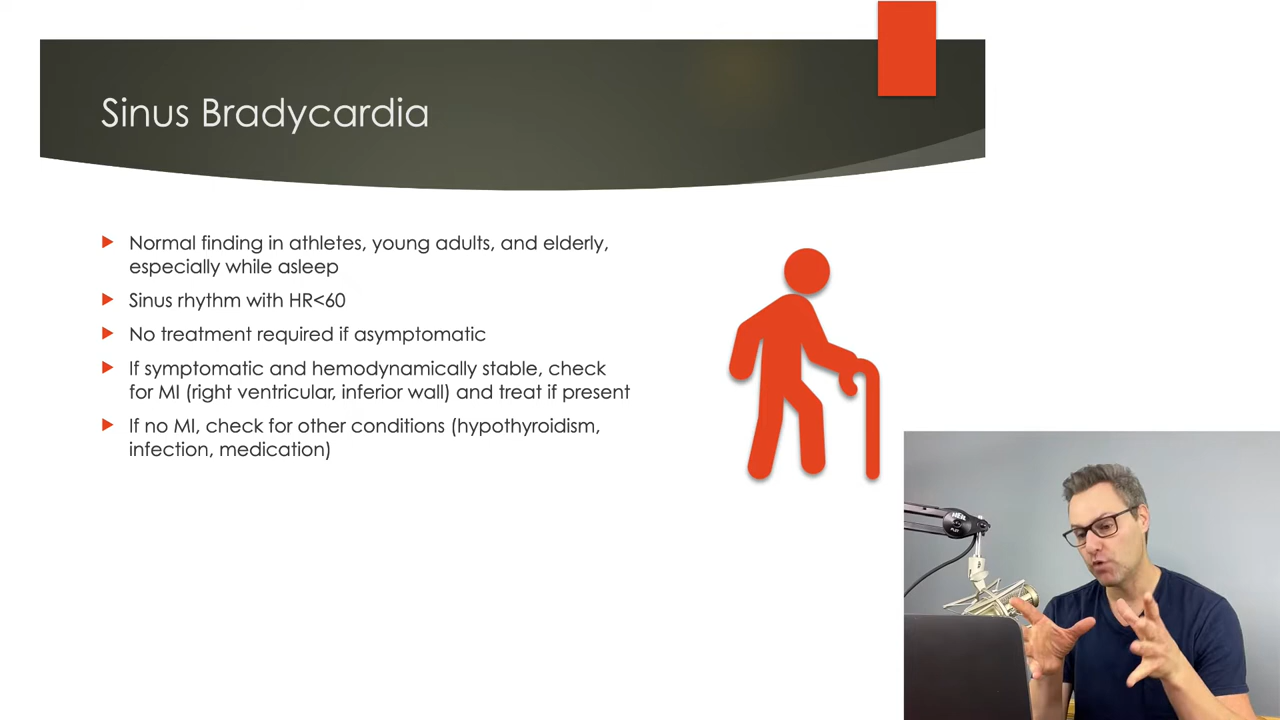 Sinus Bradycardia
Normal finding in athletes, young adults, and elderly,
especially while asleep
Sinus rhythm with HR<60
No treatment required if asymptomatic
If symptomatic and hemodynamically stable, check
for MI (right ventricular, inferior wall) and treat if present
If no MI, check for other conditions (hypothyroidism,
infection, medication)